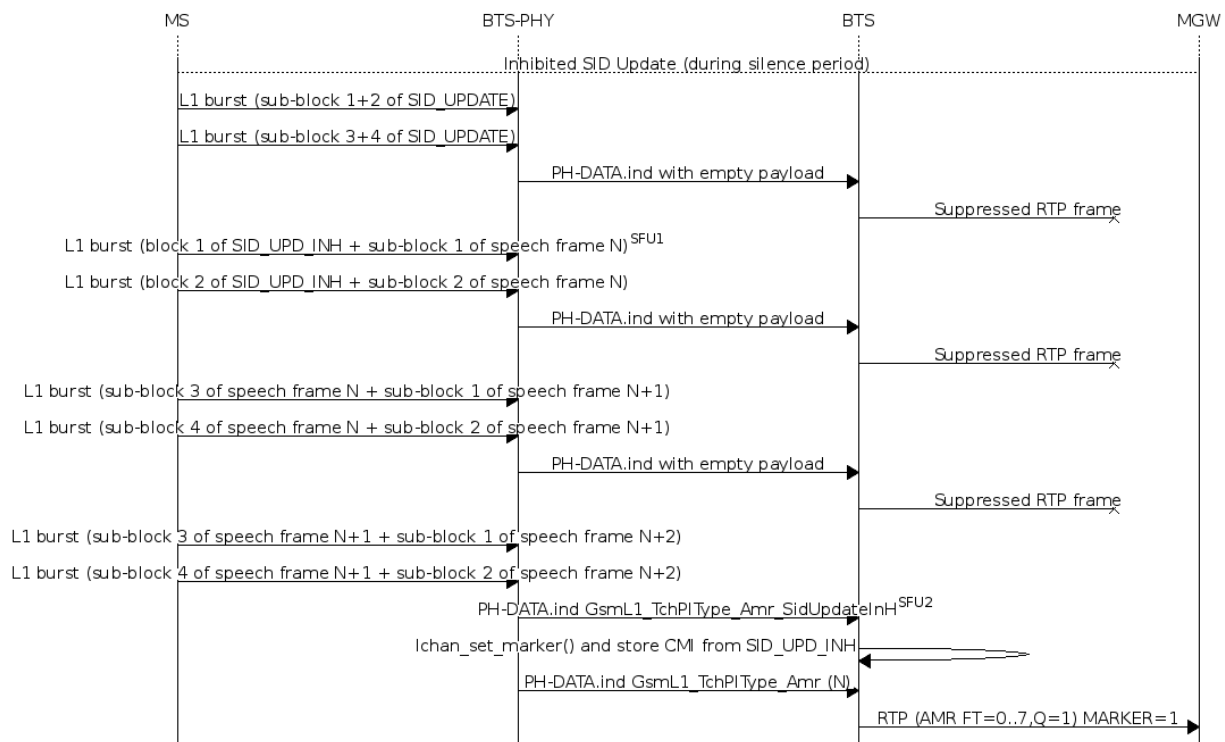 MS BTS-PHY BTS MGW
Inhibited SID Update (during silence period)
L1 burst (sub-block 1+2 of SID_UPDATE)
L1 burst (sub-block 3+4 of SID_UPDATE)
PH-DATA.ind with empty payload
Suppressed RTP frame
L1 burst (block 1 of SID_UPD_INH + sub-block 1 of speech frame N)SFU1
L1 burst (block 2 of SID_UPD_INH + sub-block 2 of speech frame N)
PH-DATA.ind with empty payload
Suppressed RTP frame
L1 burst (sub-block 3 of speech frame N + sub-block 1 of speech frame N+1)
L1 burst (sub-block 4 of speech frame N + sub-block 2 of speech frame N+1)
PH-DATA.ind with empty payload
Suppressed RTP frame
L1 burst (sub-block 3 of speech frame N+1 + sub-block 1 of speech frame N+2)
L1 burst (sub-block 4 of speech frame N+1 + sub-block 2 of speech frame N+2)
PH-DATA.ind GsmL1_TchPlType_Amr_SidUpdateInHSFU2
lchan_set_marker() and store CMI from SID_UPD_INH
PH-DATA.ind GsmL1_TchPlType_Amr (N)
RTP (AMR FT=0..7,Q=1) MARKER=1